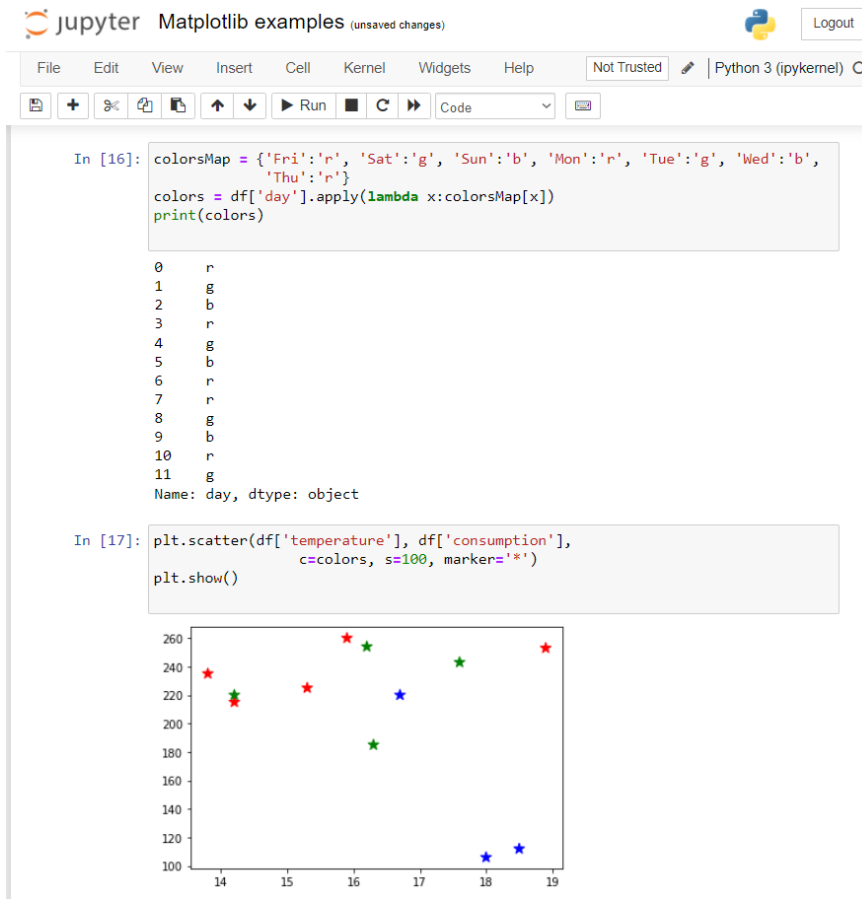 jupyter Matplotlib examples (unsaved changes)
Logout
File Edit View Insert Cell Kernel Widgets Help Not Trusted Python 3 (ipykernel)
Run Code
In [16]: colorsMap = {'Fri':'r', 'Sat':'g', 'Sun':'b', 'Mon':'r', 'Tue':'g', 'Wed':'b',
'Thu':'r'}
colors = df['day'].apply(lambda x:colorsMap[x])
print(colors)
0 r
1 g
2 b
3 r
4 g
5 b
6 r
7 r
8 g
9 b
10 r
11 g
Name: day, dtype: object
In [17]: plt.scatter(df['temperature'], df['consumption'],
c=colors, s=100, marker='*')
plt.show()
260
240
220
200
180
160
140
120
100
14 15 16 17 18 19